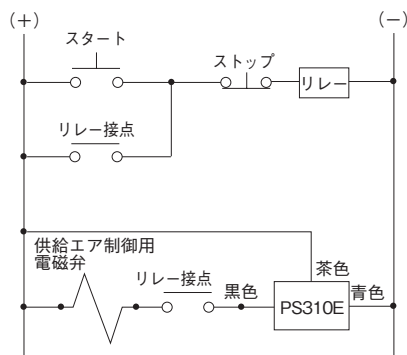 (+)
(−)
スタート
ストップ
リレー
リレー接点
供給エア制御用
電磁弁
リレー接点
黒色
茶色
青色
PS310E